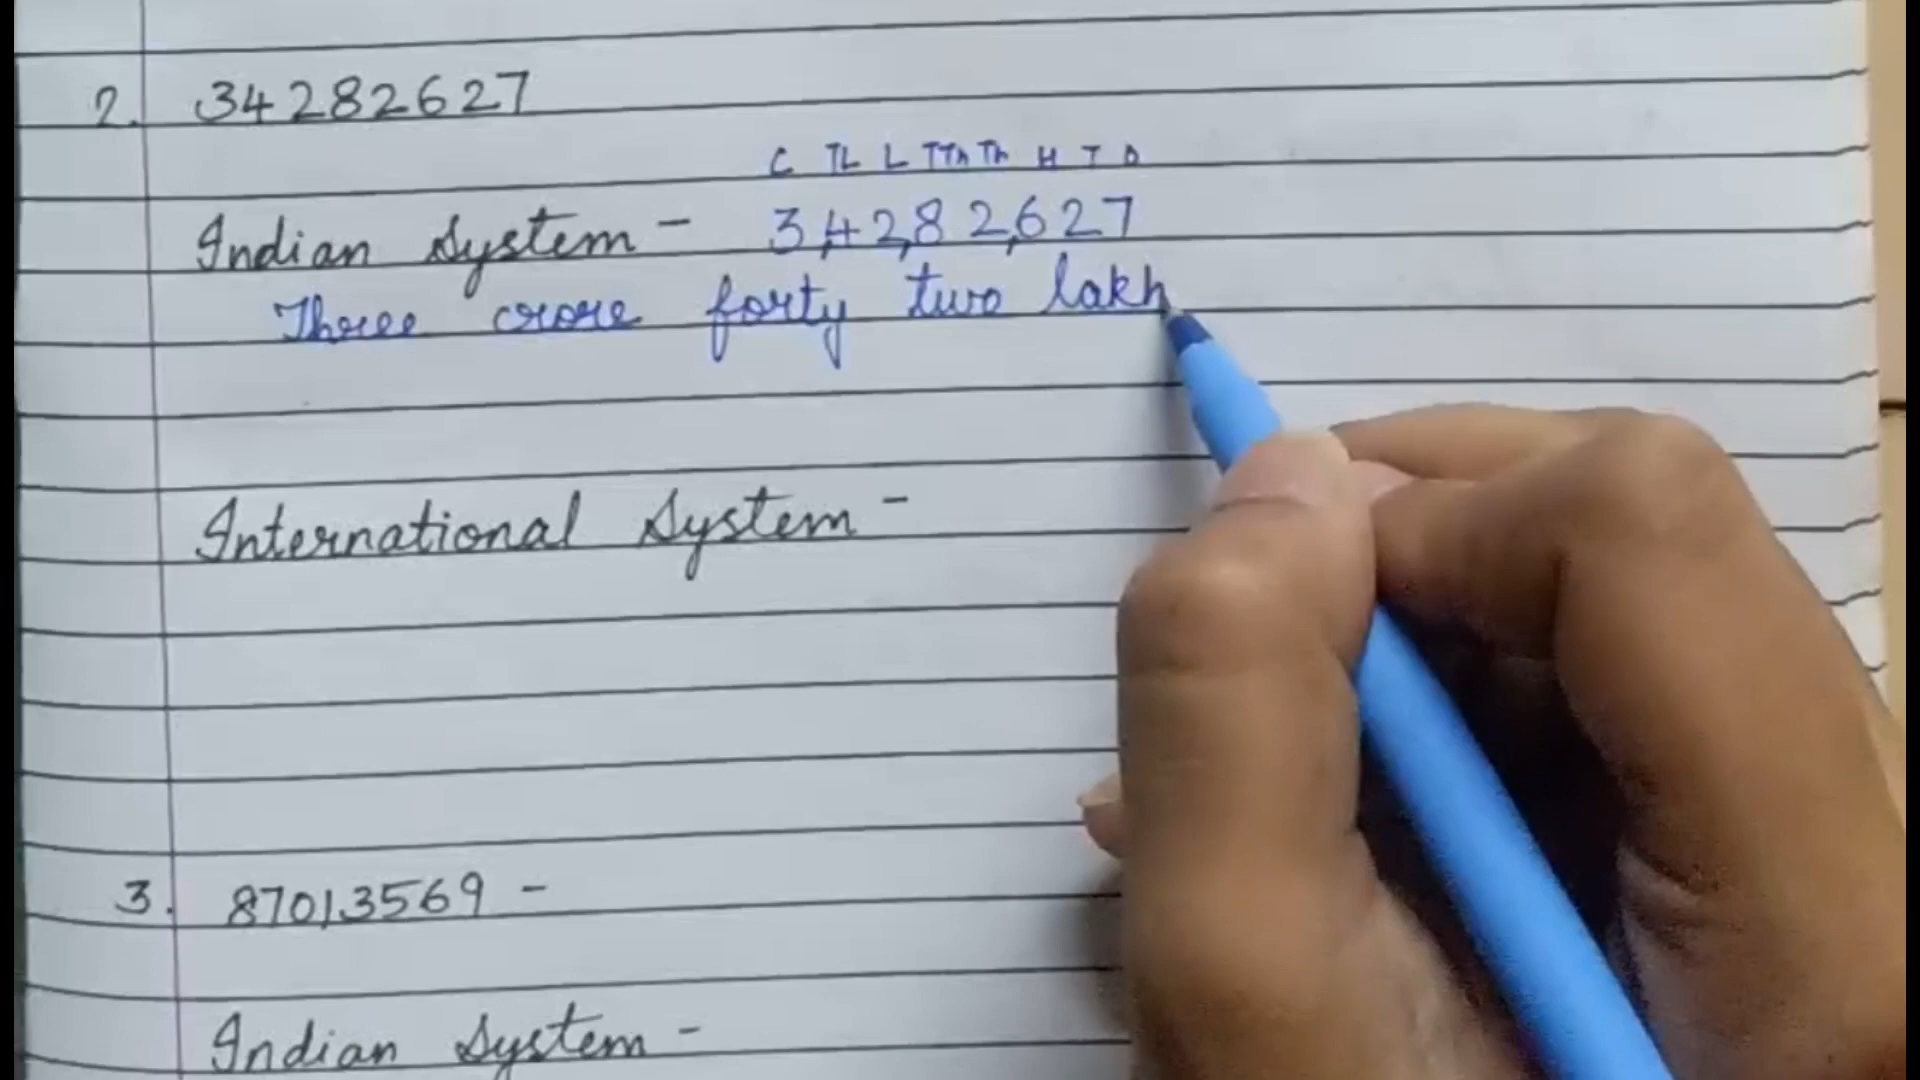 2. 34282627
C TL L TTh Th H T O
Indian System - 3,42,82,627
Three crore forty two lakh
International System -
3. 87013569 -
Indian System -